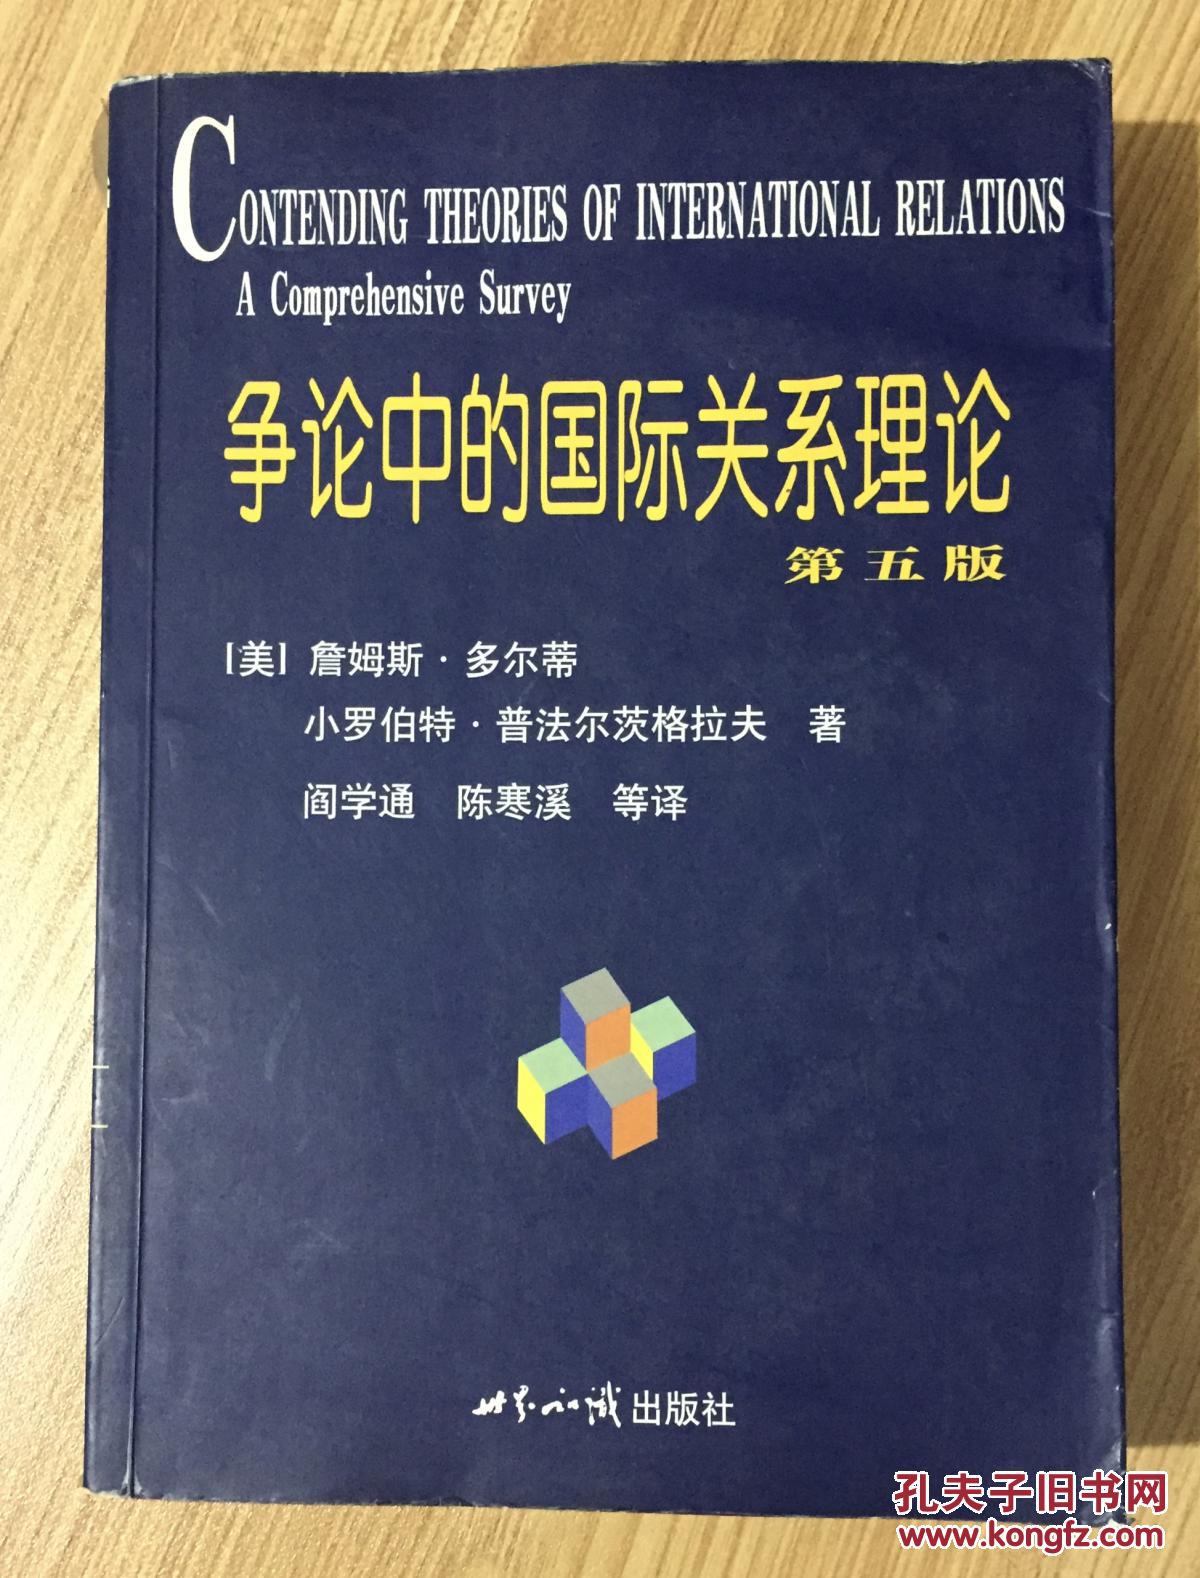 CONTENDING THEORIES OF INTERNATIONAL RELATIONS
A Comprehensive Survey
争论中的国际关系理论
第五版
[美] 詹姆斯·多尔蒂
小罗伯特·普法尔茨格拉夫 著
阎学通 陈寒溪 等译
世界知识出版社
孔夫子旧书网
www.kongfz.com